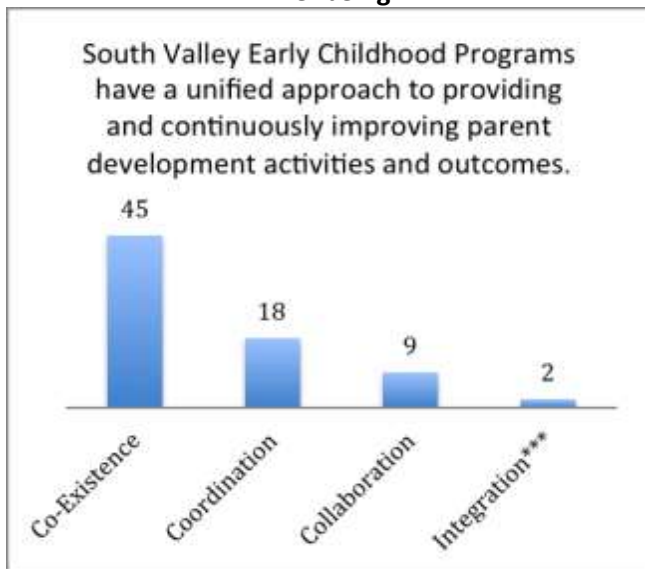 South Valley Early Childhood Programs
have a unified approach to providing
and continuously improving parent
development activities and outcomes.
45
18
9
2
Co-Existence
Coordination
Collaboration
Integration***